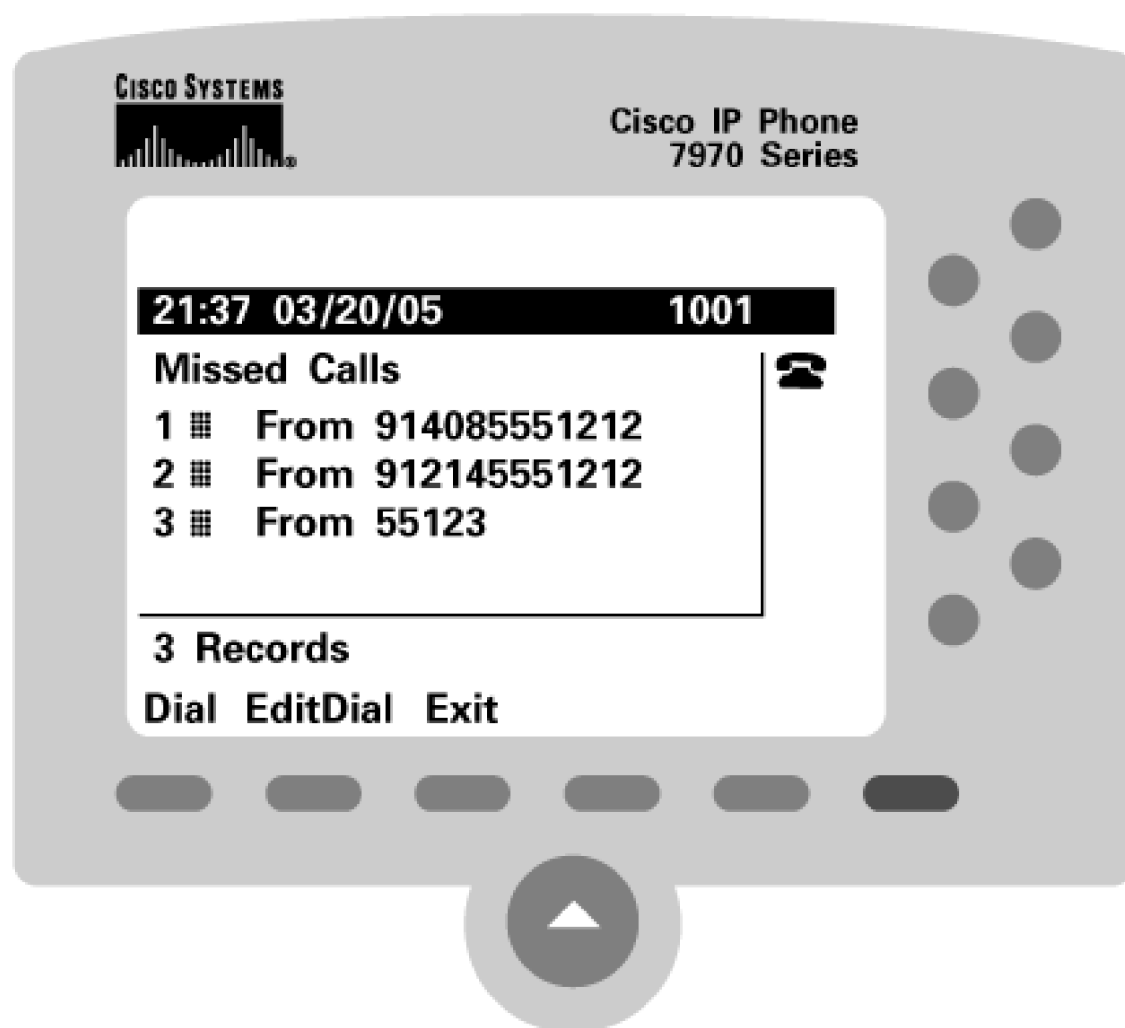 CISCO SYSTEMS
®
Cisco IP Phone
7970 Series
21:37 03/20/05 1001
Missed Calls
1 From 914085551212
2 From 912145551212
3 From 55123
3 Records
Dial EditDial Exit